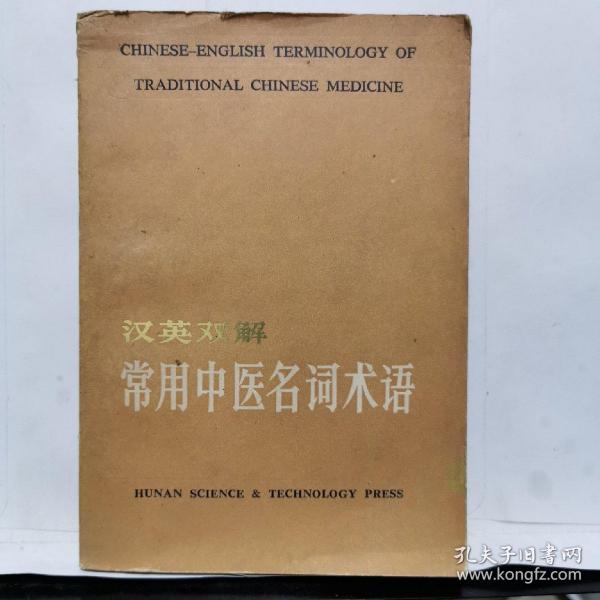 CHINESE-ENGLISH TERMINOLOGY OF
TRADITIONAL CHINESE MEDICINE
汉英双解
常用中医名词术语
HUNAN SCIENCE & TECHNOLOGY PRESS
孔夫子旧书网
www.kongfz.com